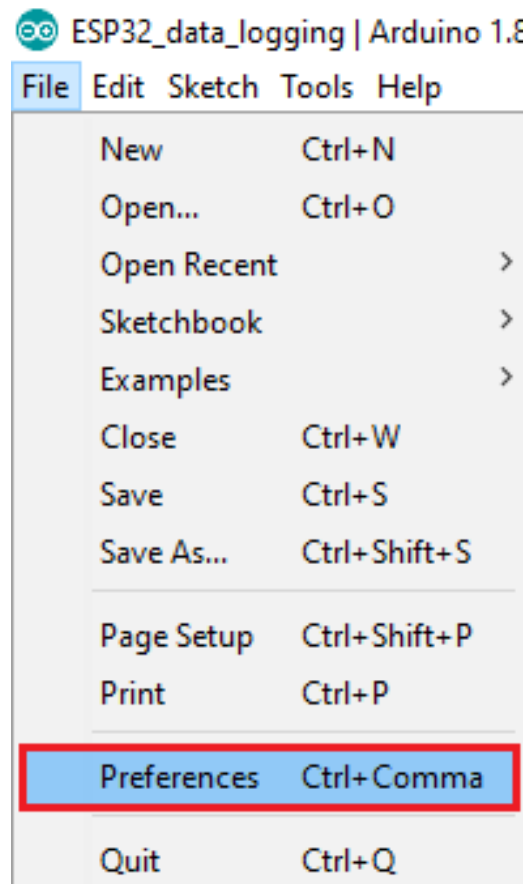 ESP32_data_logging | Arduino 1.8
File Edit Sketch Tools Help
New Ctrl+N
Open... Ctrl+O
Open Recent
Sketchbook
Examples
Close Ctrl+W
Save Ctrl+S
Save As... Ctrl+Shift+S
Page Setup Ctrl+Shift+P
Print Ctrl+P
Preferences Ctrl+Comma
Quit Ctrl+Q